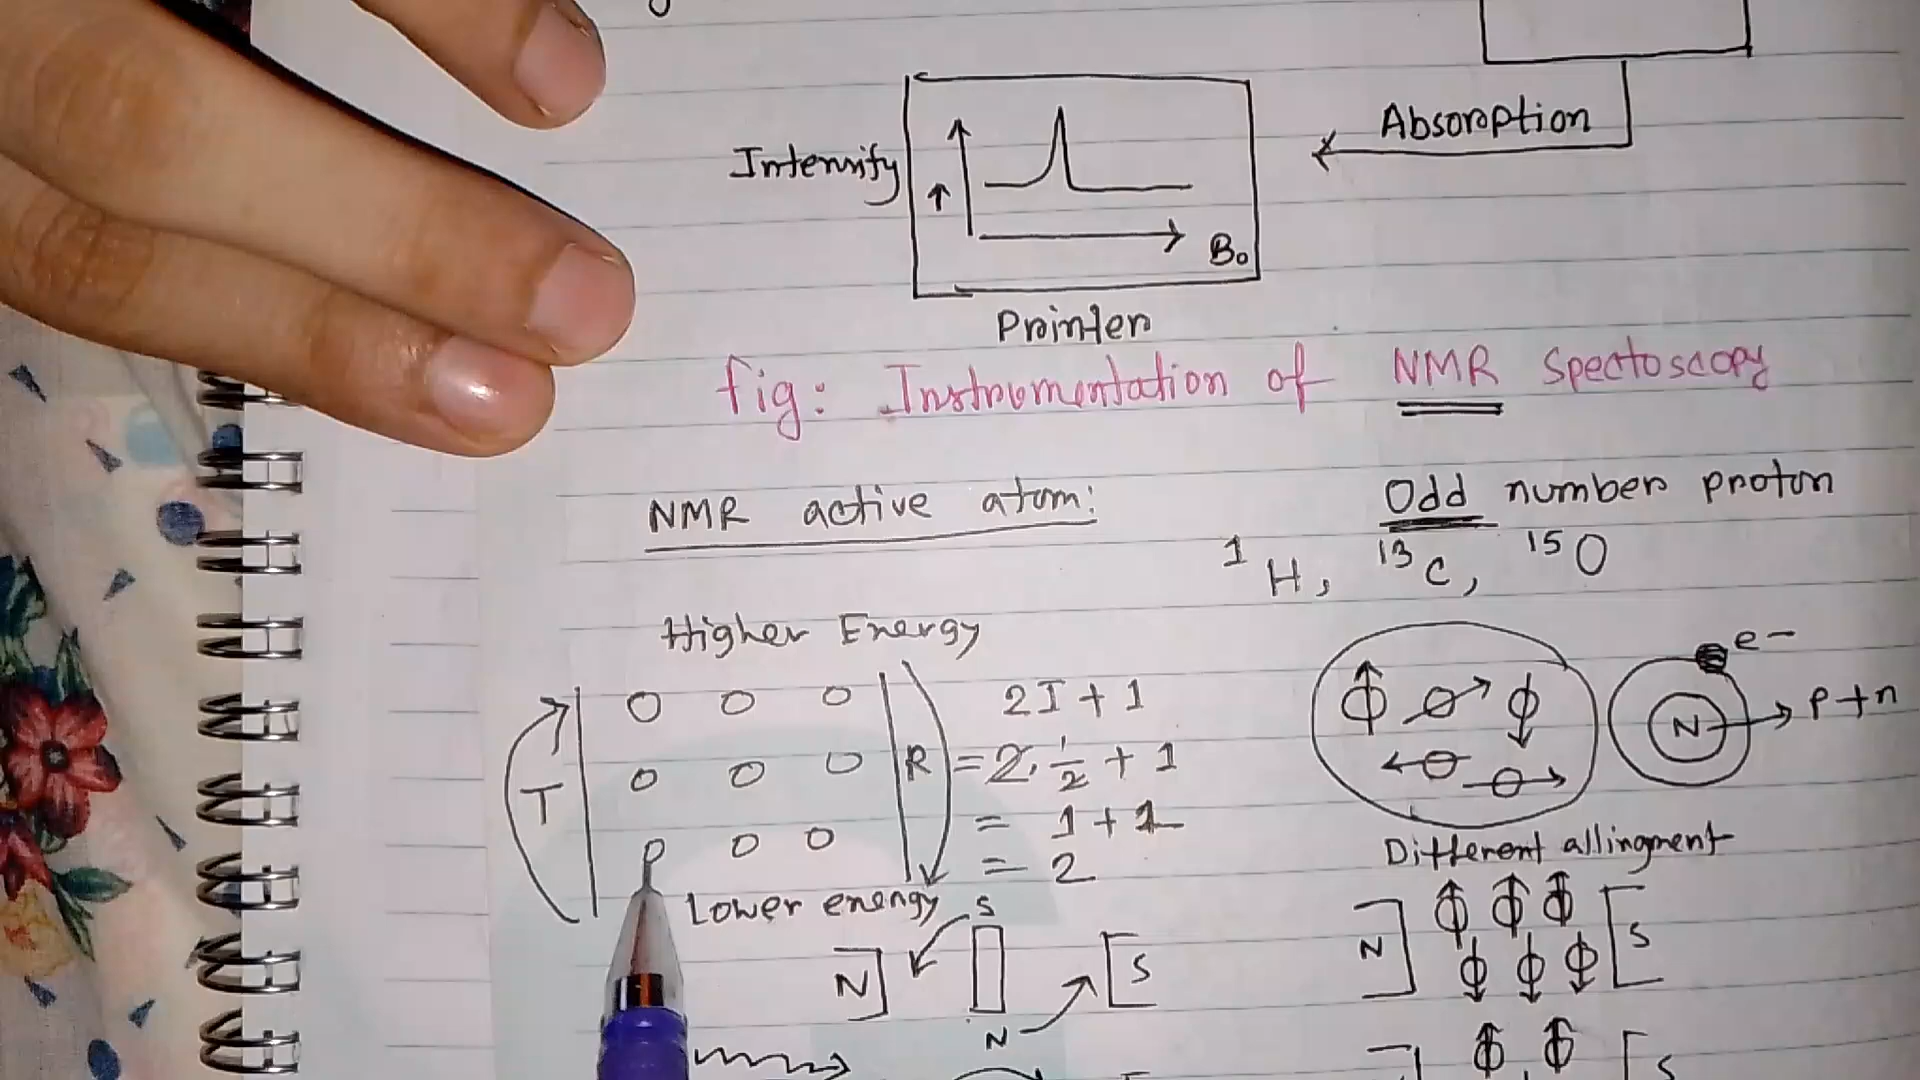 Absorption
Intensity
B₀
Printer
fig: Instrumentation of NMR Spectoscopy
NMR active atom:
Odd number proton
¹H, ¹³C, ¹⁵O
Higher Energy
T
R
2I + 1
= 2. 1/2 + 1
= 1 + 1
= 2
Lower energy
e-
N
p+n
Different allingment
N
S
N
S
N
S
S